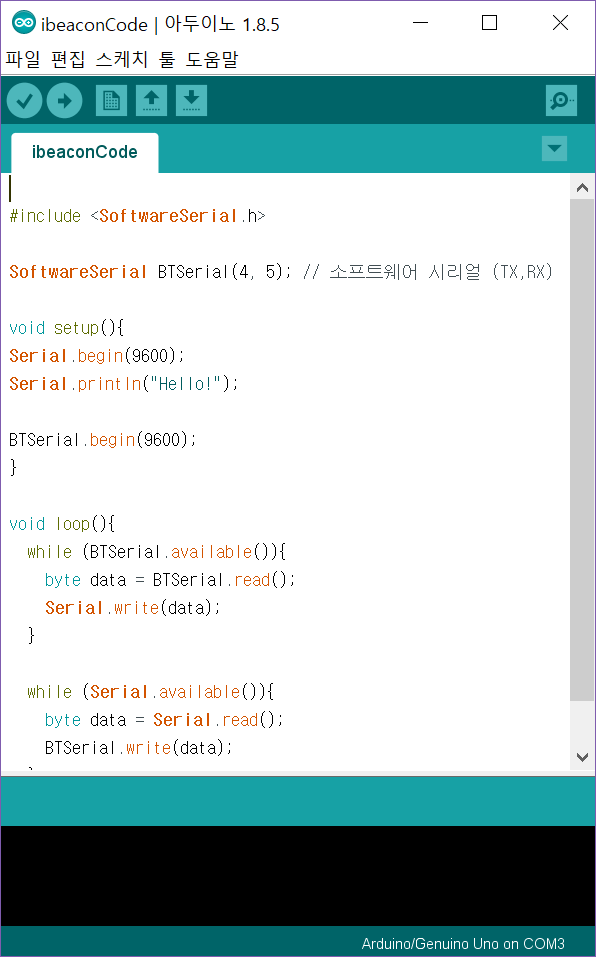 ibeaconCode | 아두이노 1.8.5
파일 편집 스케치 툴 도움말
ibeaconCode
#include <SoftwareSerial.h>
SoftwareSerial BTSerial(4, 5); // 소프트웨어 시리얼 (TX,RX)
void setup(){
Serial.begin(9600);
Serial.println("Hello!");
BTSerial.begin(9600);
}
void loop(){
while (BTSerial.available()){
byte data = BTSerial.read();
Serial.write(data);
}
while (Serial.available()){
byte data = Serial.read();
BTSerial.write(data);
Arduino/Genuino Uno on COM3